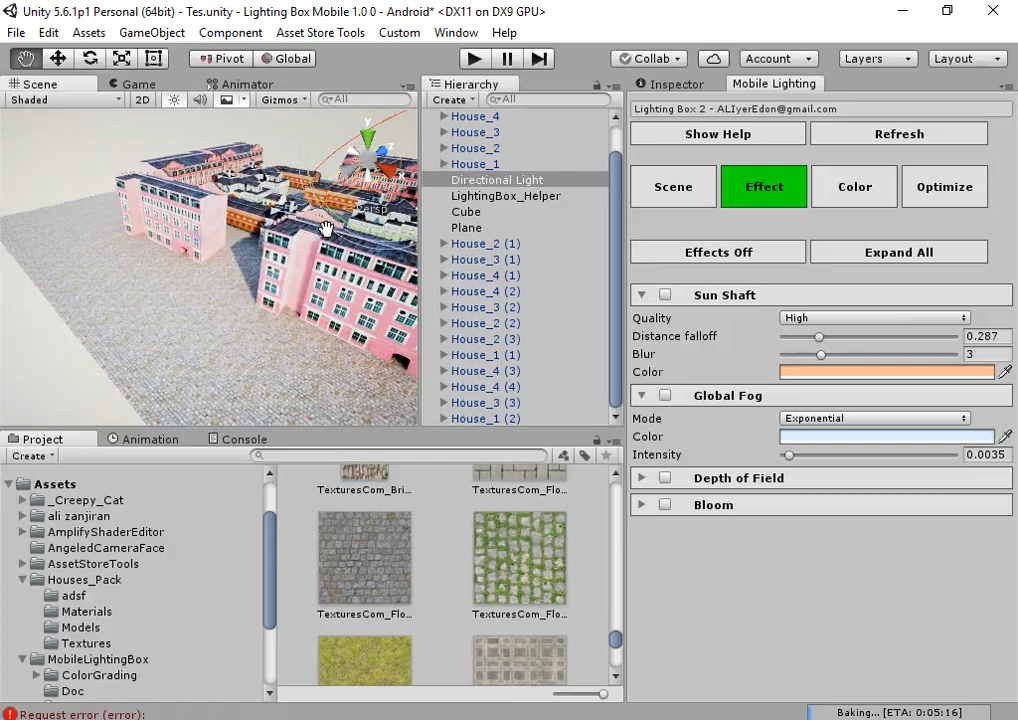 Unity 5.6.1p1 Personal (64bit) - Tes.unity - Lighting Box Mobile 1.0 0 - Android* <DX11 on DX9 GPU>
File Edit Assets GameObject Component Asset Store Tools Custom Window Help
Pivot Global Collab Account Layers Layout
Scene Game Animator
Shaded 2D Gizmos All
Persp
Hierarchy
Create All
House_4
House_3
House_2
House_1
Directional Light
LightingBox_Helper
Cube
Plane
House_2 (1)
House_3 (1)
House_4 (1)
House_4 (2)
House_3 (2)
House_2 (2)
House_2 (3)
House_1 (1)
House_4 (3)
House_4 (4)
House_3 (3)
House_1 (2)
Inspector Mobile Lighting
Lighting Box 2 - ALIyerEdon@gmail.com
Show Help Refresh
Scene Effect Color Optimize
Effects Off Expand All
Sun Shaft
Quality High
Distance falloff 0.287
Blur 3
Color
Global Fog
Mode Exponential
Color
Intensity 0.0035
Depth of Field
Bloom
Project Animation Console
Create
Assets
_Creepy_Cat
ali zanjiran
AmplifyShaderEditor
AngeledCameraFace
AssetStoreTools
Houses_Pack
adsf
Materials
Models
Textures
MobileLightingBox
ColorGrading
Doc
TexturesCom_Bri... TexturesCom_Flo...
TexturesCom_Flo... TexturesCom_Flo...
Request error (error):
Baking... [ETA: 0:05:16]